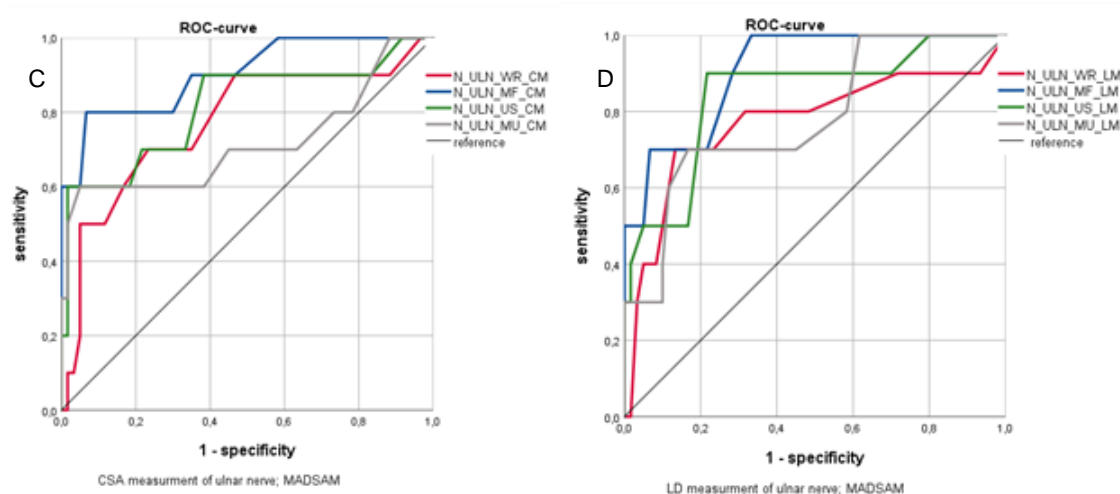 ROC-curve
C
1,0
0,8
0,6
0,4
0,2
0,0
0,0 0,2 0,4 0,6 0,8 1,0
sensitivity
1 - specificity
N_ULN_WR_CM
N_ULN_MF_CM
N_ULN_US_CM
N_ULN_MU_CM
reference
CSA measurment of ulnar nerve; MADSAM
ROC-curve
D
1,0
0,8
0,6
0,4
0,2
0,0
0,0 0,2 0,4 0,6 0,8 1,0
sensitivity
1 - specificity
N_ULN_WR_LM
N_ULN_MF_LM
N_ULN_US_LM
N_ULN_MU_LM
reference
LD measurment of ulnar nerve; MADSAM